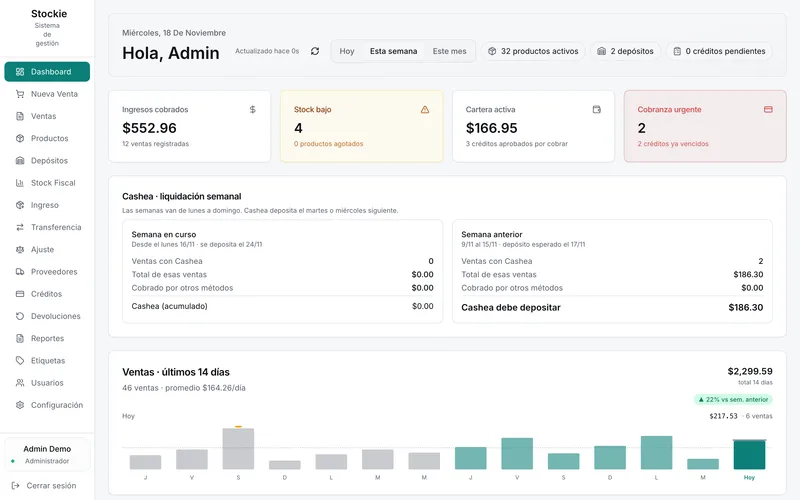 Stockie
Sistema
de
gestión
Dashboard
Nueva Venta
Ventas
Productos
Depósitos
Stock Fiscal
Ingreso
Transferencia
Ajuste
Proveedores
Créditos
Devoluciones
Reportes
Etiquetas
Usuarios
Configuración
Admin Demo
Administrador
Cerrar sesión
Miércoles, 18 De Noviembre
Hola, Admin
Actualizado hace 0s
Hoy
Esta semana
Este mes
32 productos activos
2 depósitos
0 créditos pendientes
Ingresos cobrados
$552.96
12 ventas registradas
Stock bajo
4
0 productos agotados
Cartera activa
$166.95
3 créditos aprobados por cobrar
Cobranza urgente
2
2 créditos ya vencidos
Cashea · liquidación semanal
Las semanas van de lunes a domingo. Cashea deposita el martes o miércoles siguiente.
Semana en curso
Desde el lunes 16/11 · se deposita el 24/11
Ventas con Cashea 0
Total de esas ventas $0.00
Cobrado por otros métodos $0.00
Cashea (acumulado) $0.00
Semana anterior
9/11 al 15/11 · depósito esperado el 17/11
Ventas con Cashea 2
Total de esas ventas $186.30
Cobrado por otros métodos $0.00
Cashea debe depositar $186.30
Ventas · últimos 14 días
46 ventas · promedio $164.26/día
$2,299.59
total 14 días
▲ 22% vs sem. anterior
Hoy
$217.53 · 6 ventas
J V S D L M M J V S D L M Hoy